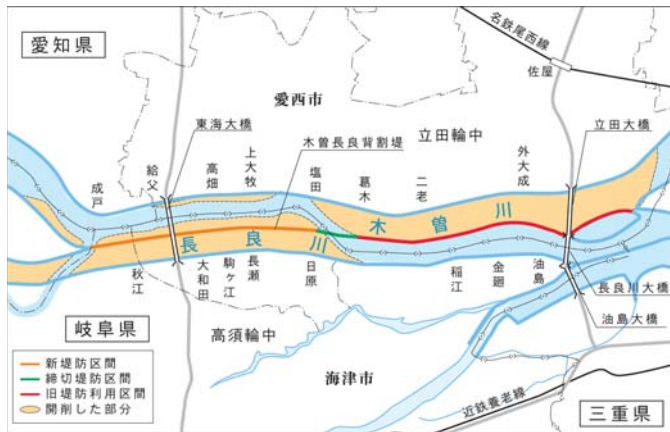 愛知県
名鉄尾西線
佐屋
愛西市
東海大橋
木曽長良背割堤
立田輪中
立田大橋
成戸
給父
高畑
上大牧
塩田
葛木
二老
外大成
木曽川
長良川
秋江
大和田
駒ヶ江
長瀬
日原
稲江
金廻
油島
長良川大橋
油島大橋
岐阜県
高須輪中
海津市
新堤防区間
締切堤防区間
旧堤防利用区間
開削した部分
近鉄養老線
三重県